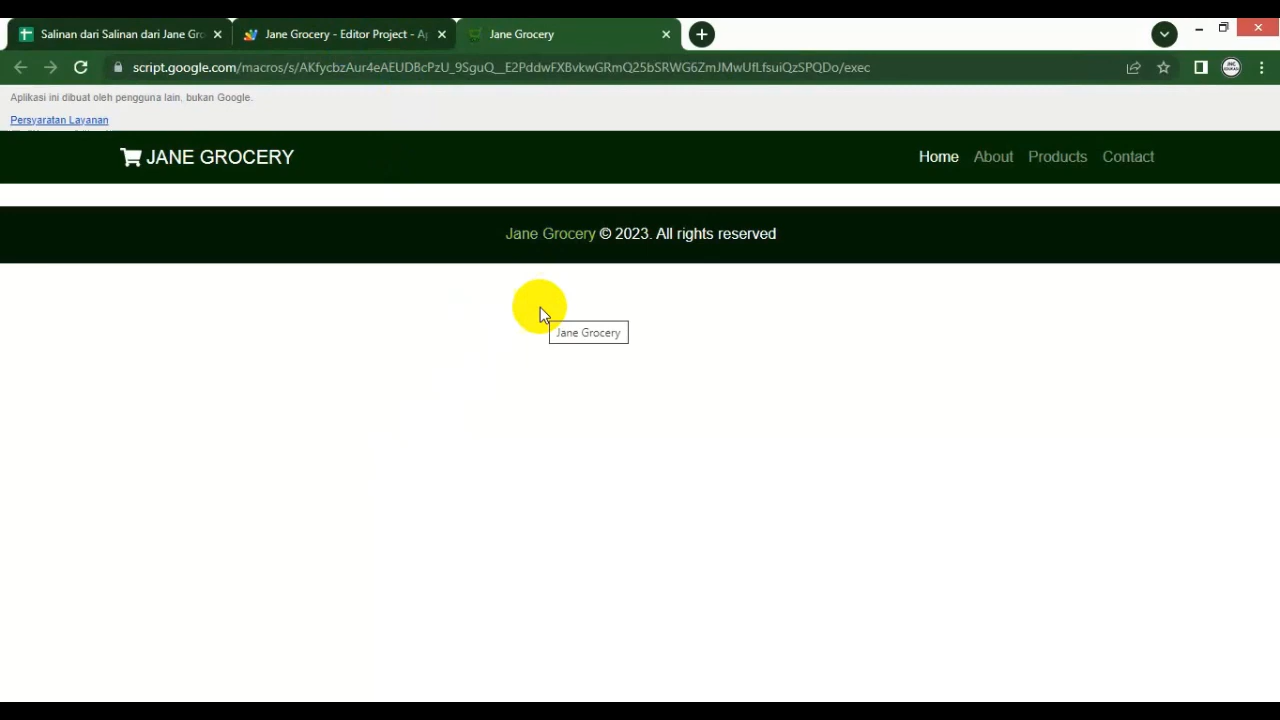 Salinan dari Salinan dari Jane Gro
Jane Grocery - Editor Project - Ap
Jane Grocery
script.google.com/macros/s/AKfycbzAur4eAEUDBcPzU_9SguQ__E2PddwFXBvkwGRmQ25bSRWG6ZmJMwUfLfsuiQzSPQDo/exec
Aplikasi ini dibuat oleh pengguna lain, bukan Google.
Persyaratan Layanan
JANE GROCERY
Home About Products Contact
Jane Grocery © 2023. All rights reserved
Jane Grocery